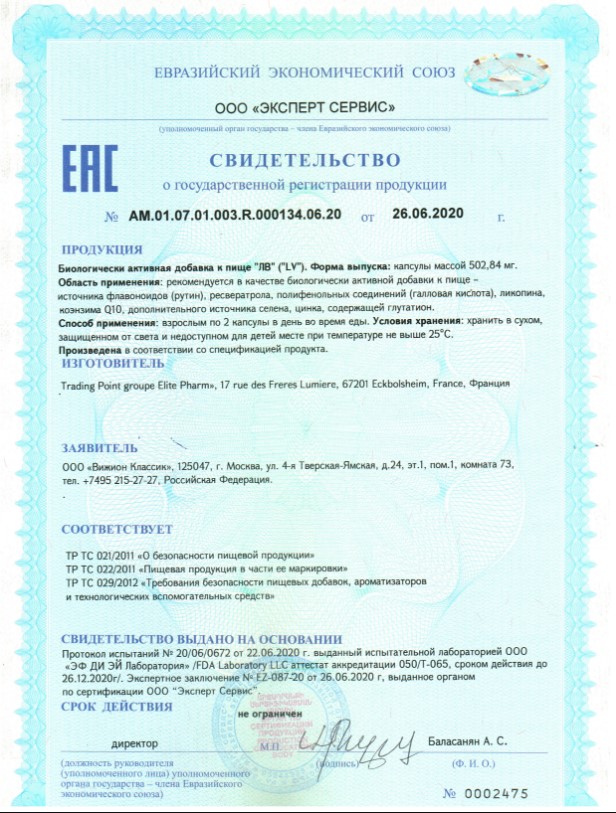 ЕВРАЗИЙСКИЙ ЭКОНОМИЧЕСКИЙ СОЮЗ
ООО «ЭКСПЕРТ СЕРВИС»
(уполномоченный орган государства – члена Евразийского экономического союза)
EAC
СВИДЕТЕЛЬСТВО
о государственной регистрации продукции
№ AM.01.07.01.003.R.000134.06.20 от 26.06.2020 г.
ПРОДУКЦИЯ
Биологически активная добавка к пище "ЛВ" ("LV"). Форма выпуска: капсулы массой 502,84 мг.
Область применения: рекомендуется в качестве биологически активной добавки к пище –
источника флавоноидов (рутин), ресвератрола, полифенольных соединений (галловая кислота), ликопина,
коэнзима Q10, дополнительного источника селена, цинка, содержащей глутатион.
Способ применения: взрослым по 2 капсулы в день во время еды. Условия хранения: хранить в сухом,
защищенном от света и недоступном для детей месте при температуре не выше 25°С.
Произведена в соответствии со спецификацией продукта.
ИЗГОТОВИТЕЛЬ
Trading Point groupe Elite Pharm», 17 rue des Freres Lumiere, 67201 Eckbolsheim, France, Франция
ЗАЯВИТЕЛЬ
ООО «Вижион Классик», 125047, г. Москва, ул. 4-я Тверская-Ямская, д.24, эт.1, пом.1, комната 73,
тел. +7495 215-27-27, Российская Федерация.
СООТВЕТСТВУЕТ
ТР ТС 021/2011 «О безопасности пищевой продукции»
ТР ТС 022/2011 «Пищевая продукция в части ее маркировки»
ТР ТС 029/2012 «Требования безопасности пищевых добавок, ароматизаторов
и технологических вспомогательных средств»
СВИДЕТЕЛЬСТВО ВЫДАНО НА ОСНОВАНИИ
Протокол испытаний № 20/06/0672 от 22.06.2020 г. выданный испытательной лабораторией ООО
«ЭФ ДИ ЭЙ Лаборатория» /FDA Laboratory LLC аттестат аккредитации 050/T-065, сроком действия до
26.12.2020г/. Экспертное заключение № EZ-087-20 от 26.06.2020 г, выданное органом
по сертификации ООО "Эксперт Сервис"
СРОК ДЕЙСТВИЯ
не ограничен
директор М.П. Баласанян А. С.
(должность руководителя (подпись) (Ф. И. О.)
(уполномоченного лица) уполномоченного
органа государства – члена Евразийского
экономического союза)
№ 0002475